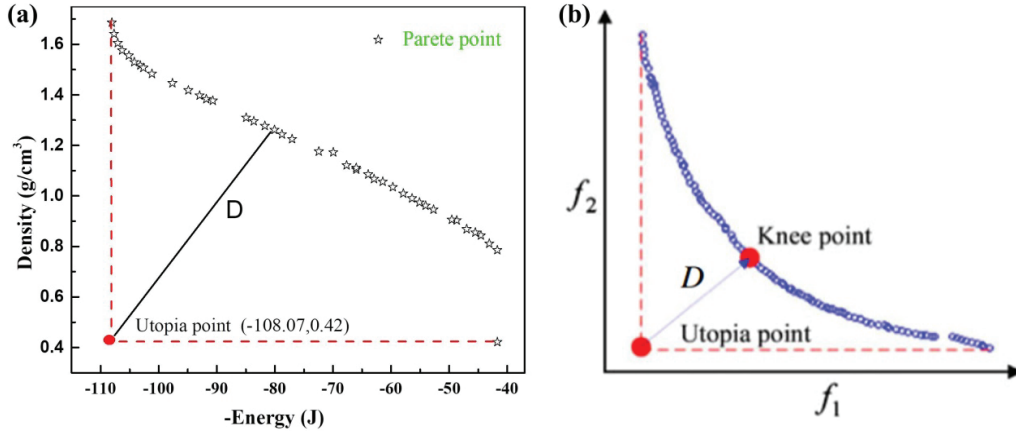 (a)
Parete point
Density (g/cm³)
1.6
1.4
1.2
1.0
0.8
0.6
0.4
D
Utopia point (-108.07,0.42)
-110 -100 -90 -80 -70 -60 -50 -40
-Energy (J)
(b)
f₂
Knee point
D
Utopia point
f₁